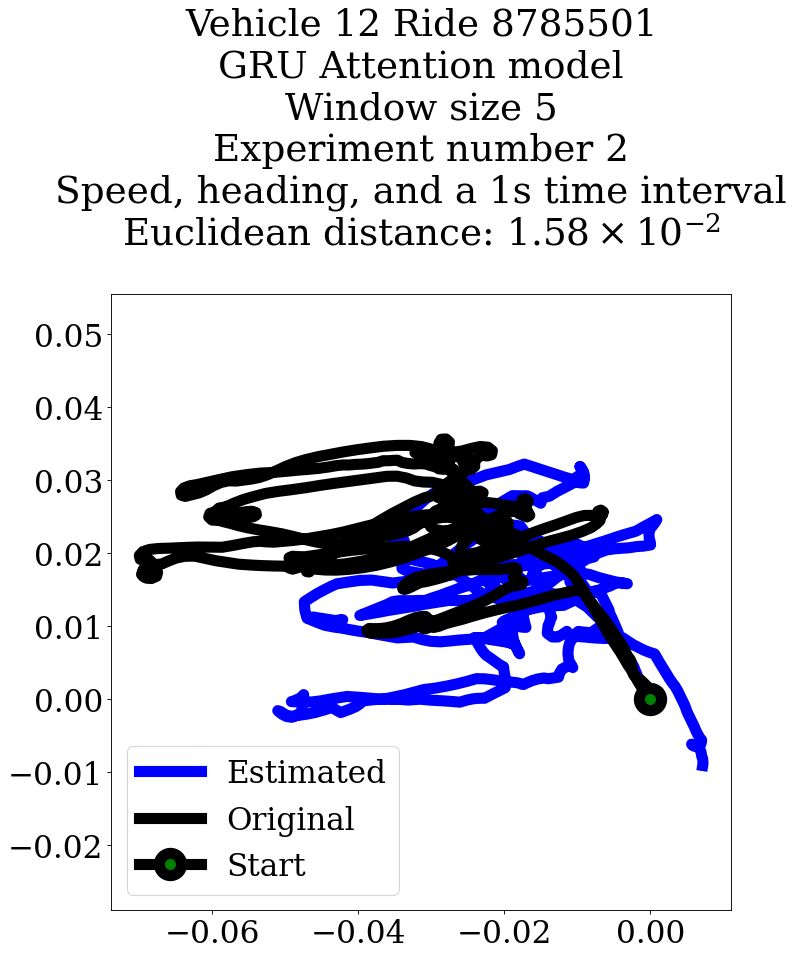 Vehicle 12 Ride 8785501
GRU Attention model
Window size 5
Experiment number 2
Speed, heading, and a 1s time interval
Euclidean distance: 1.58 × 10⁻²
0.05
0.04
0.03
0.02
0.01
0.00
−0.01
−0.02
Estimated
Original
Start
−0.06
−0.04
−0.02
0.00